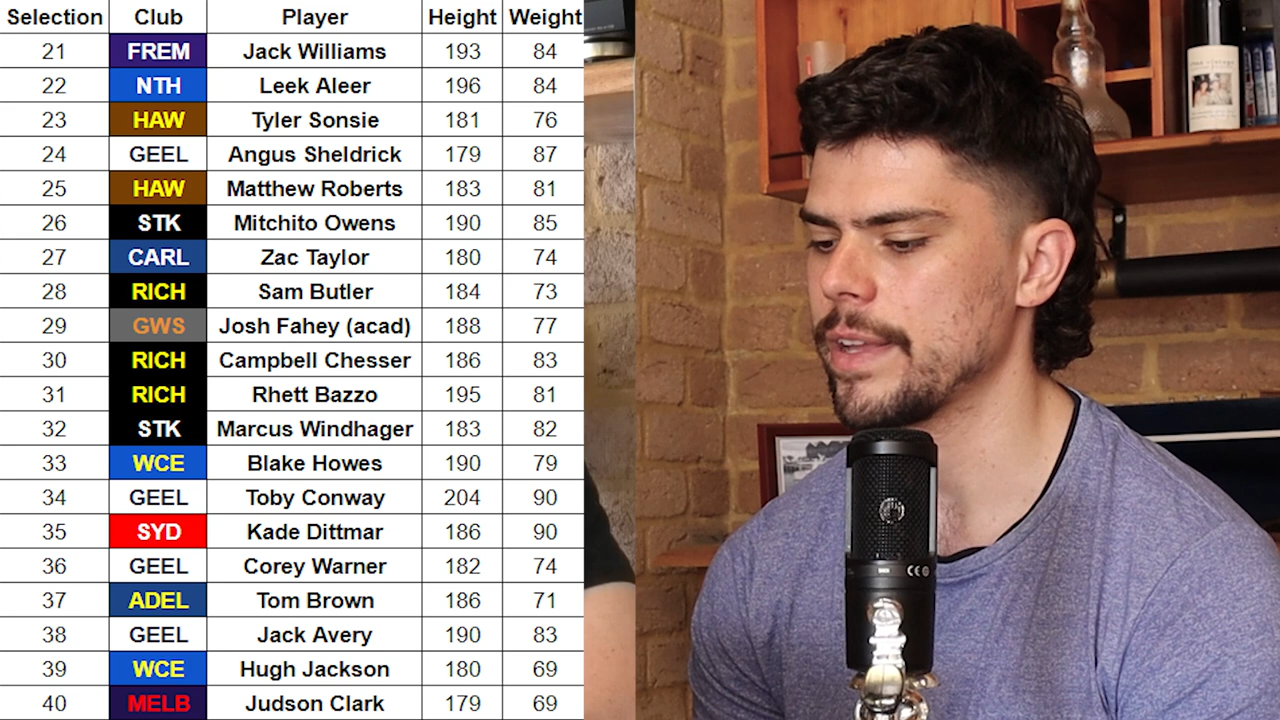 Selection Club Player Height Weight
21 FREM Jack Williams 193 84
22 NTH Leek Aleer 196 84
23 HAW Tyler Sonsie 181 76
24 GEEL Angus Sheldrick 179 87
25 HAW Matthew Roberts 183 81
26 STK Mitchito Owens 190 85
27 CARL Zac Taylor 180 74
28 RICH Sam Butler 184 73
29 GWS Josh Fahey (acad) 188 77
30 RICH Campbell Chesser 186 83
31 RICH Rhett Bazzo 195 81
32 STK Marcus Windhager 183 82
33 WCE Blake Howes 190 79
34 GEEL Toby Conway 204 90
35 SYD Kade Dittmar 186 90
36 GEEL Corey Warner 182 74
37 ADEL Tom Brown 186 71
38 GEEL Jack Avery 190 83
39 WCE Hugh Jackson 180 69
40 MELB Judson Clark 179 69
CE